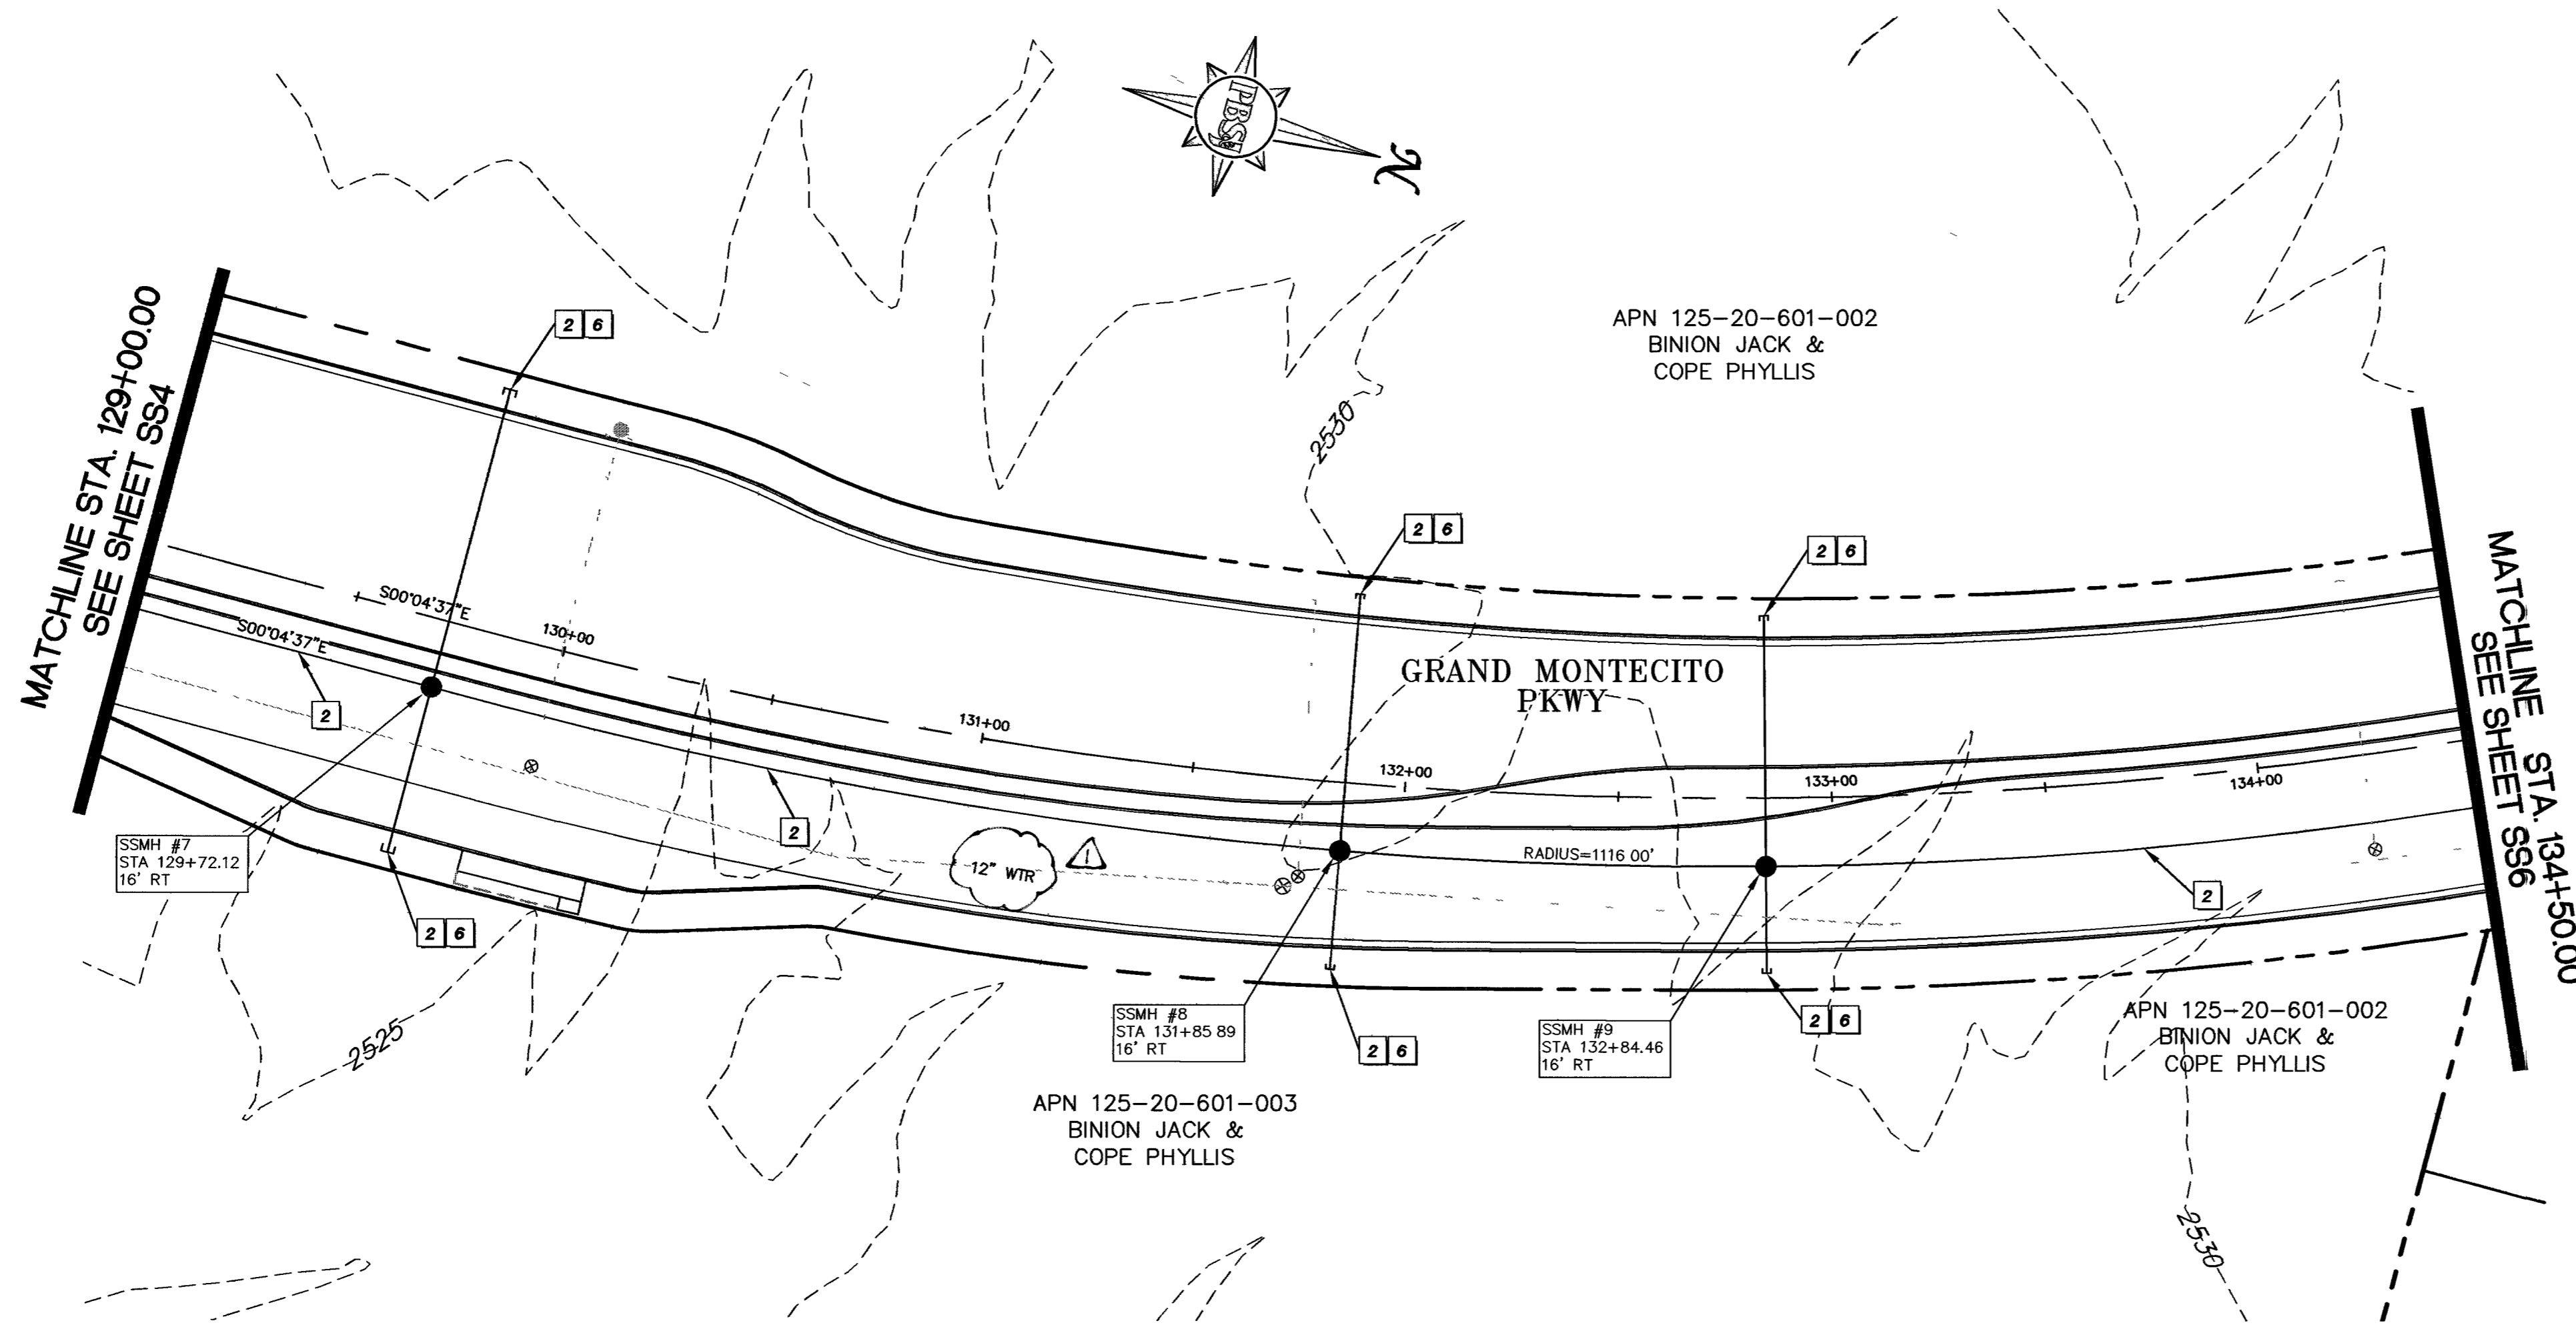 PBS&J
N
MATCHLINE STA. 129+00.00
SEE SHEET SS4
2 6
APN 125-20-601-002
BINION JACK &
COPE PHYLLIS
2530
2 6
2 6
S00°04'37"E
130+00
S00°04'37"E
2
131+00
GRAND MONTECITO
PKWY
132+00
133+00
134+00
MATCHLINE STA. 134+50.00
SEE SHEET SS6
2
12" WTR
1
RADIUS=1116 00'
2
SSMH #7
STA 129+72.12
16' RT
2 6
2525
SSMH #8
STA 131+85 89
16' RT
2 6
SSMH #9
STA 132+84.46
16' RT
2 6
APN 125-20-601-002
BINION JACK &
COPE PHYLLIS
APN 125-20-601-003
BINION JACK &
COPE PHYLLIS
2530